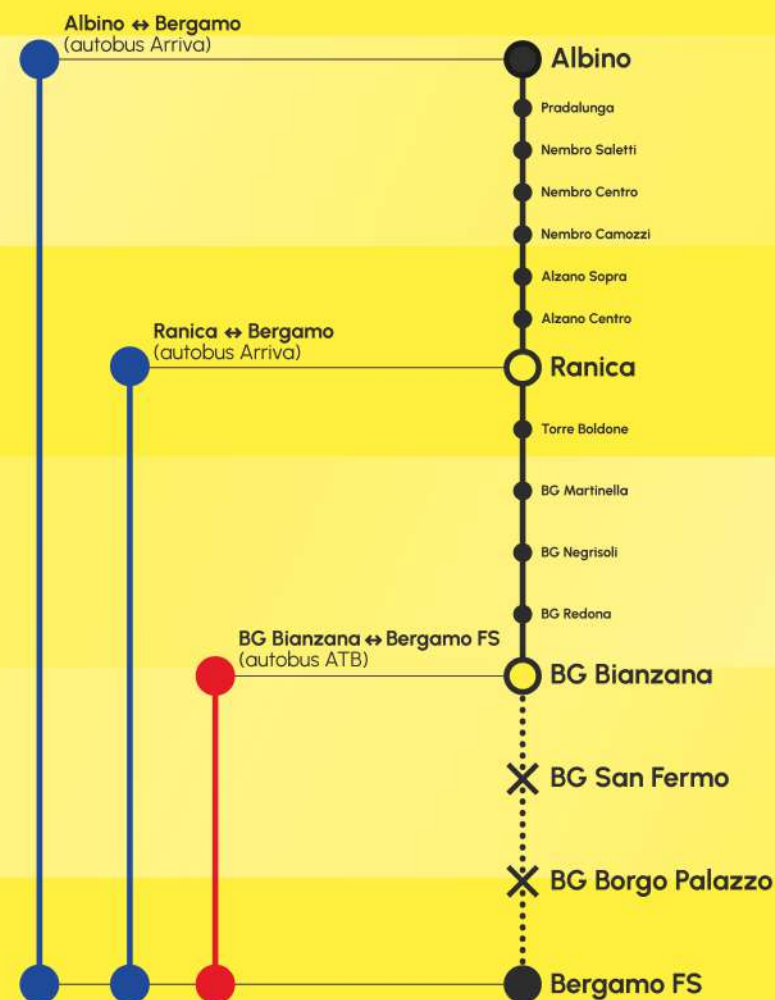 Albino ↔ Bergamo
(autobus Arriva)
Albino
Pradalunga
Nembro Saletti
Nembro Centro
Nembro Camozzi
Alzano Sopra
Alzano Centro
Ranica ↔ Bergamo
(autobus Arriva)
Ranica
Torre Boldone
BG Martinella
BG Negrisoli
BG Redona
BG Bianzana ↔ Bergamo FS
(autobus ATB)
BG Bianzana
BG San Fermo
BG Borgo Palazzo
Bergamo FS